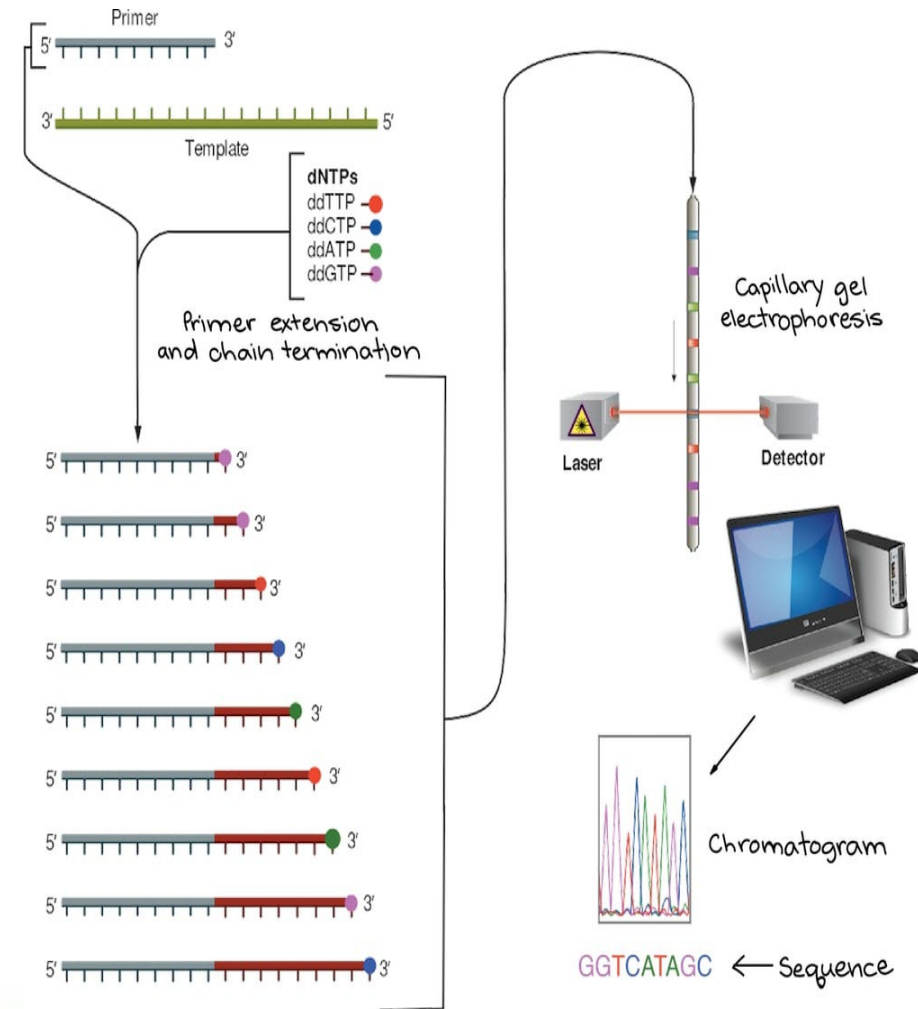 Primer
5′ 3′
3′ 5′
Template
dNTPs
ddTTP
ddCTP
ddATP
ddGTP
Primer extension
and chain termination
Capillary gel
electrophoresis
Laser
Detector
5′ 3′
5′ 3′
5′ 3′
5′ 3′
5′ 3′
5′ 3′
5′ 3′
5′ 3′
5′ 3′
Chromatogram
GGTCATAGC ← Sequence